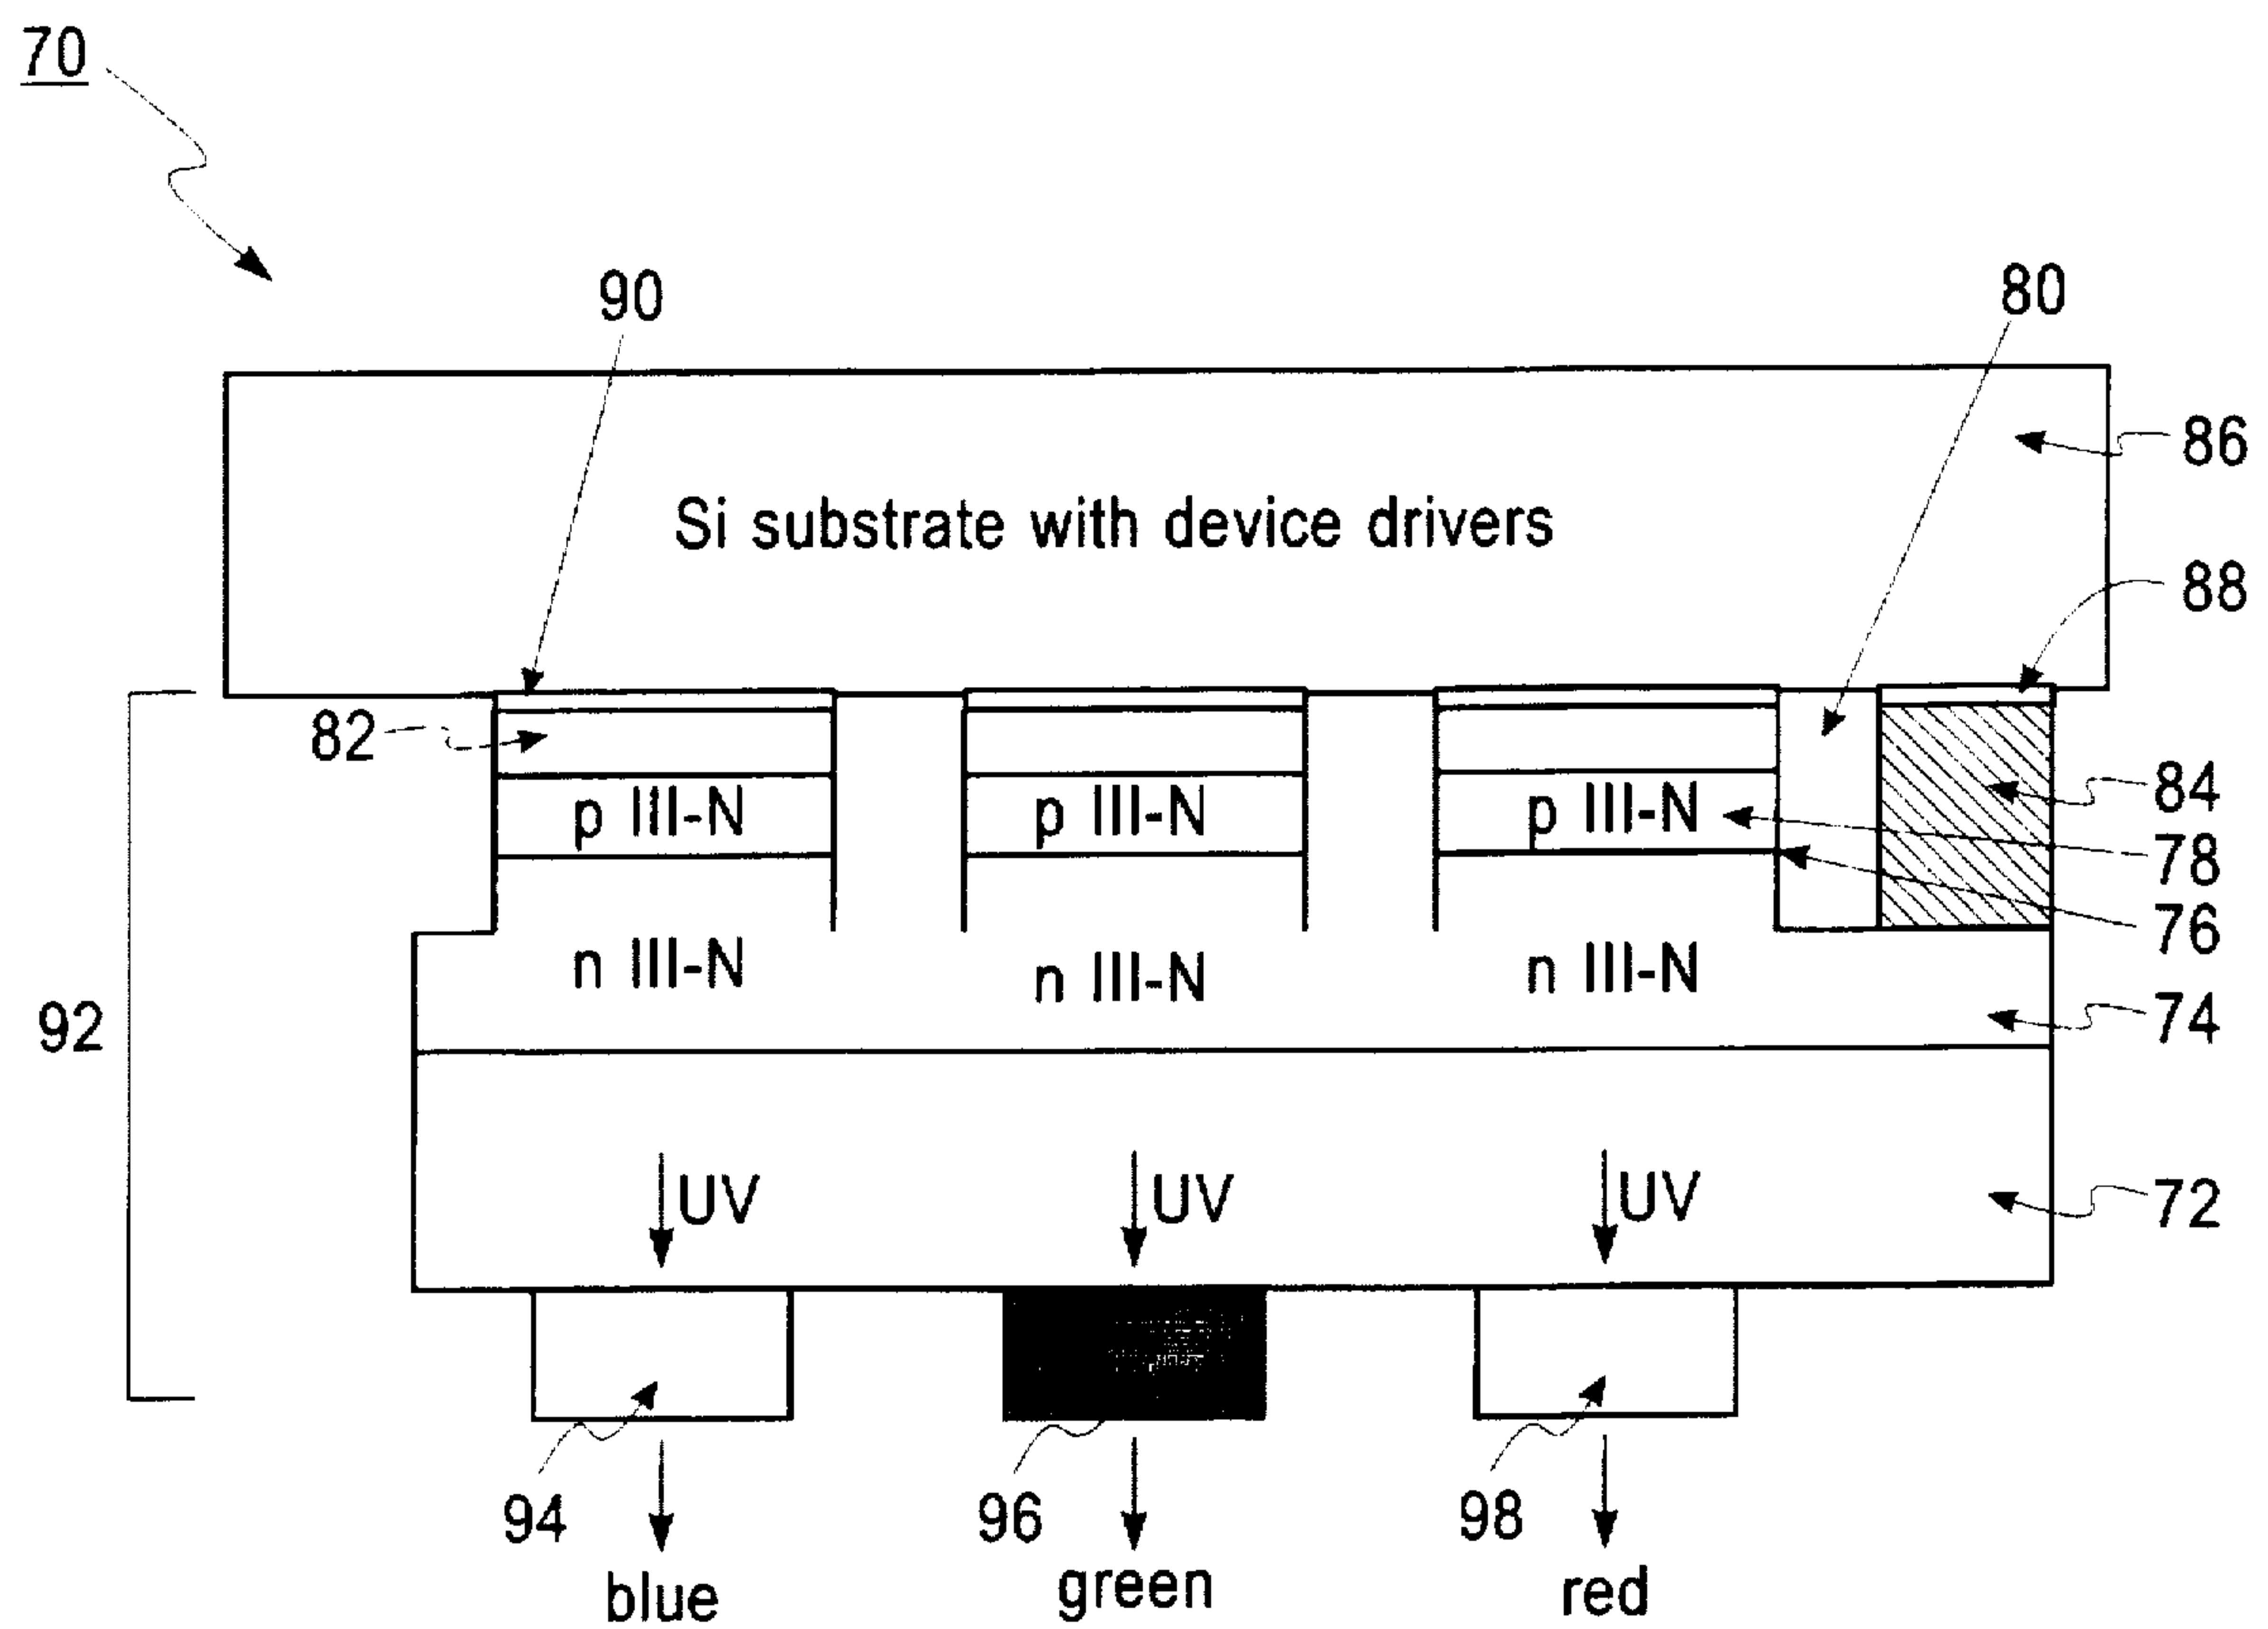 70
90
80
86
Si substrate with device drivers
88
82
84
p III-N
p III-N
p III-N
78
76
n III-N
n III-N
n III-N
92
74
UV
UV
UV
72
94
96
98
blue
green
red